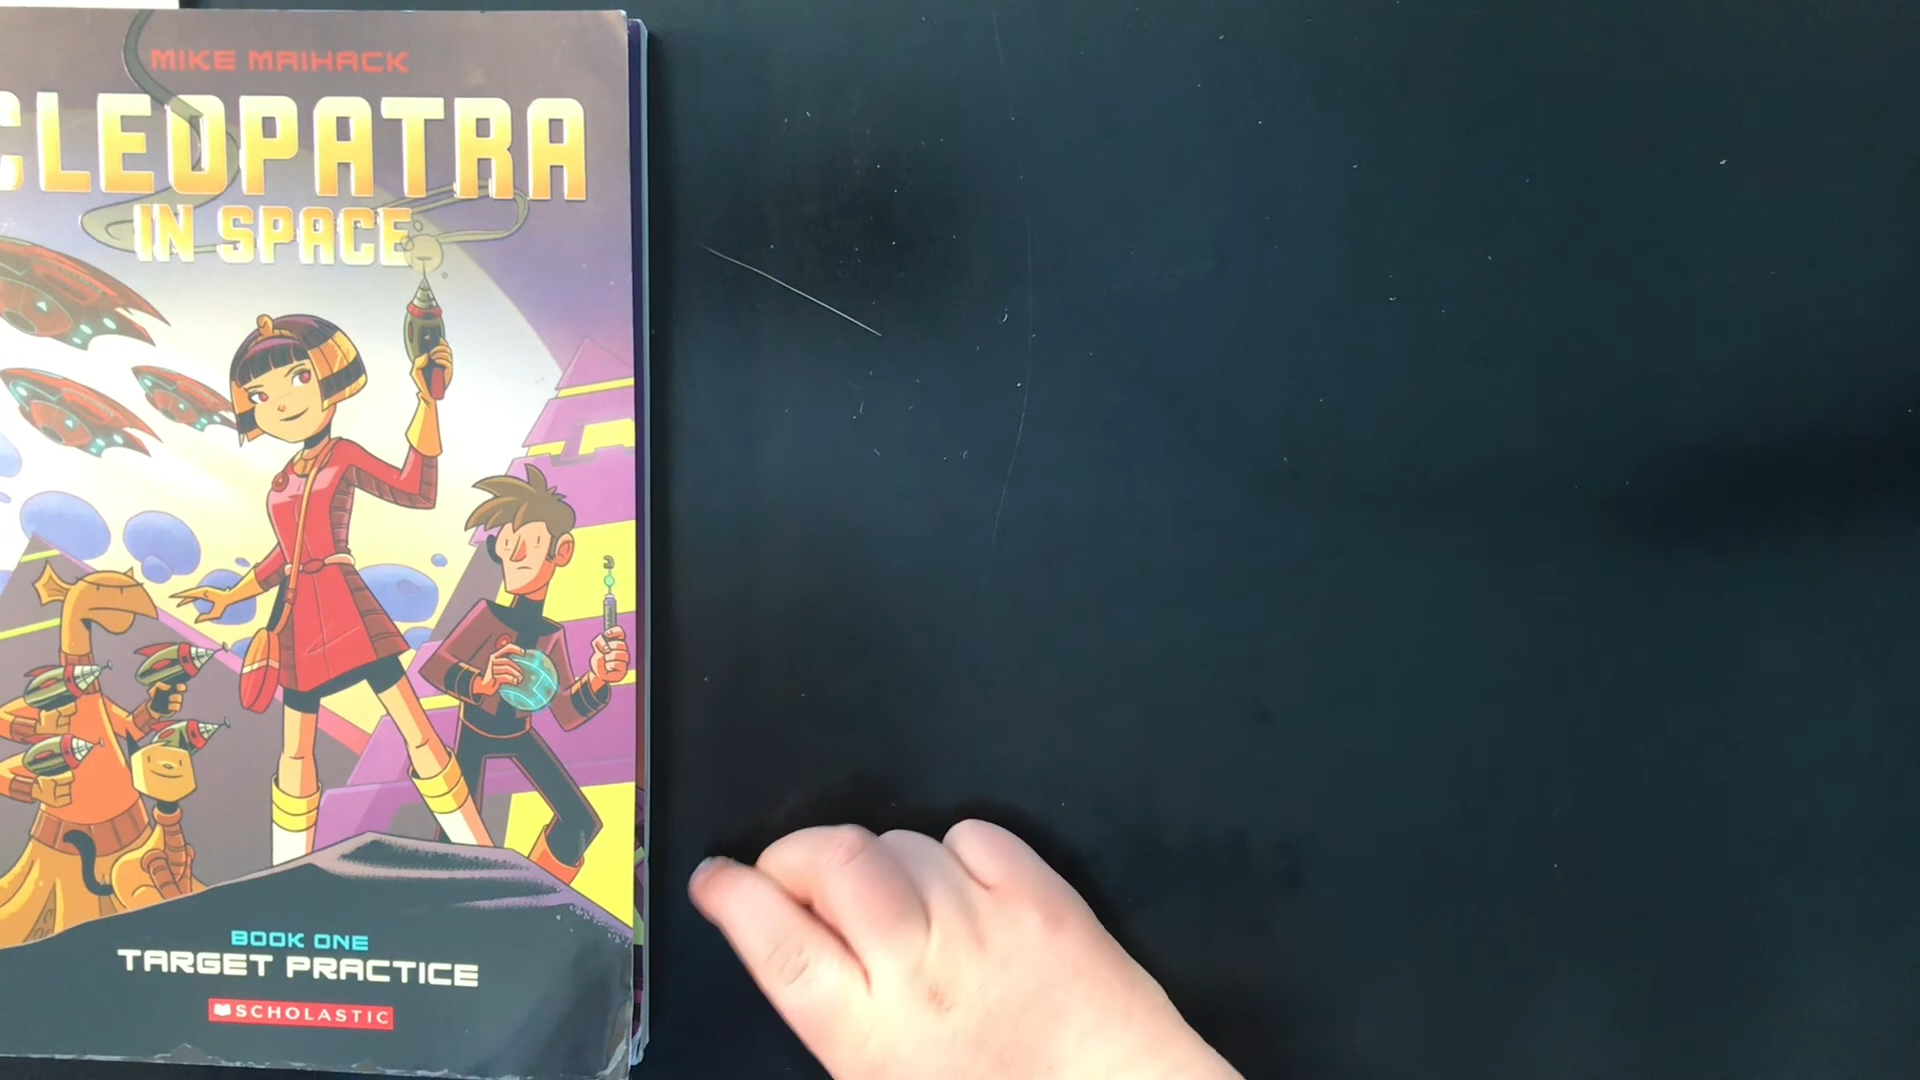 MIKE MAIHACK
CLEOPATRA
IN SPACE
BOOK ONE
TARGET PRACTICE
SCHOLASTIC